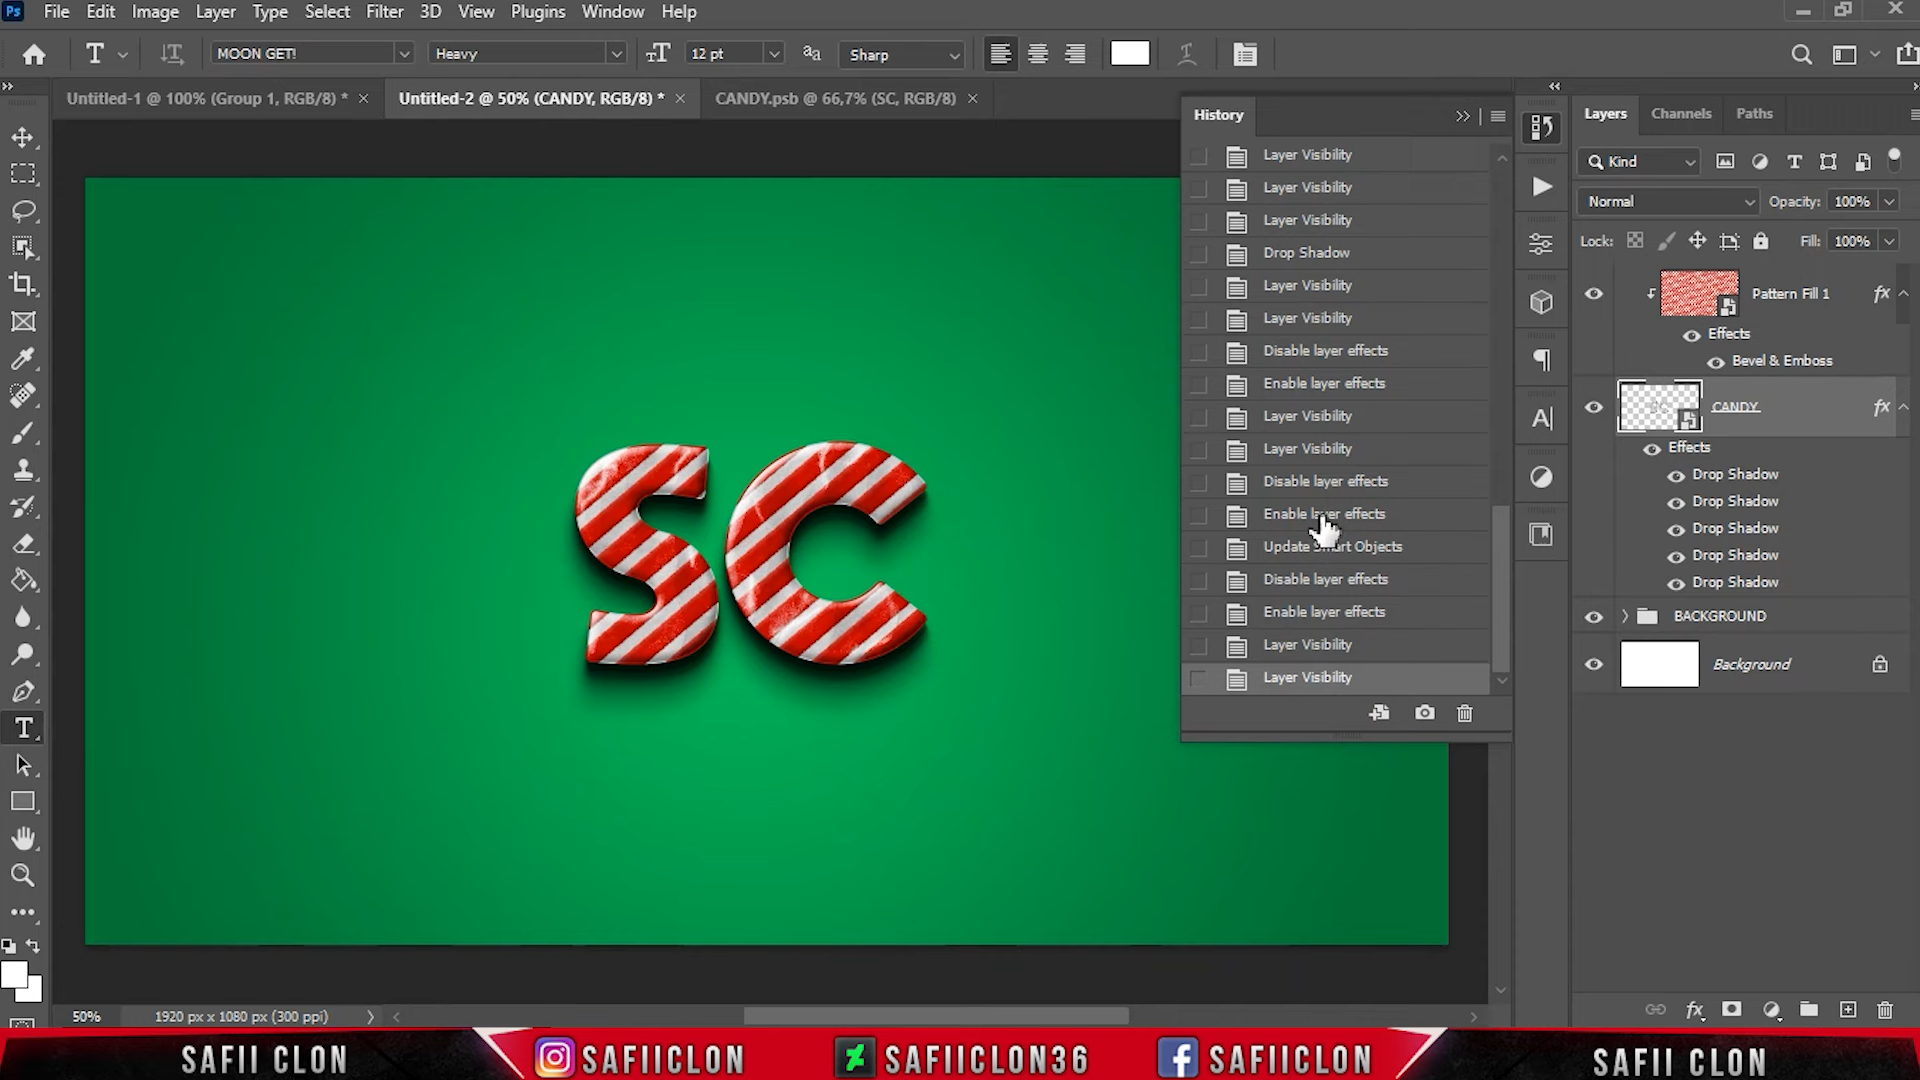 Ps File Edit Image Layer Type Select Filter 3D View Plugins Window Help
T MOON GET! Heavy TT 12 pt aa Sharp
Untitled-1 @ 100% (Group 1, RGB/8) *
Untitled-2 @ 50% (CANDY, RGB/8) *
CANDY.psb @ 66,7% (SC, RGB/8)
SC
History
Layer Visibility
Layer Visibility
Layer Visibility
Drop Shadow
Layer Visibility
Layer Visibility
Disable layer effects
Enable layer effects
Layer Visibility
Layer Visibility
Disable layer effects
Enable layer effects
Update Smart Objects
Disable layer effects
Enable layer effects
Layer Visibility
Layer Visibility
Layers Channels Paths
Kind
Normal Opacity: 100%
Lock: Fill: 100%
Pattern Fill 1 fx
Effects
Bevel & Emboss
CANDY fx
Effects
Drop Shadow
Drop Shadow
Drop Shadow
Drop Shadow
Drop Shadow
BACKGROUND
Background
fx
50% 1920 px x 1080 px (300 ppi)
SAFII CLON SAFIICLON SAFIICLON36 SAFIICLON SAFII CLON